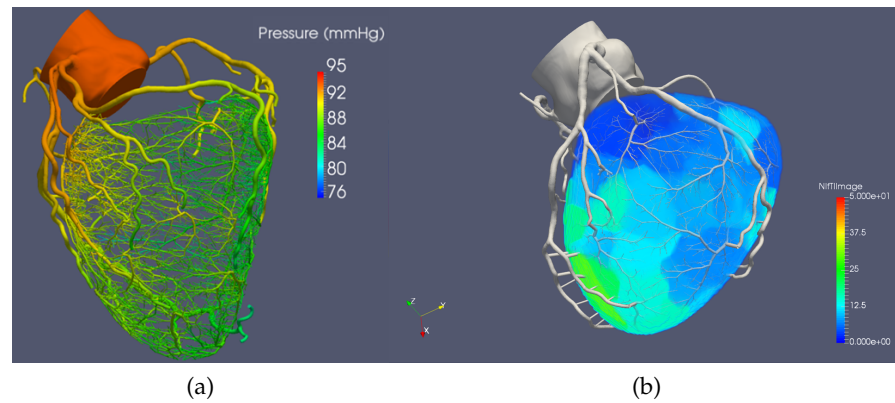 Pressure (mmHg)
95
92
88
84
80
76
NIfTIImage
5.000e+01
37.5
25
12.5
0.000e+00
Z
Y
X
(a)
(b)